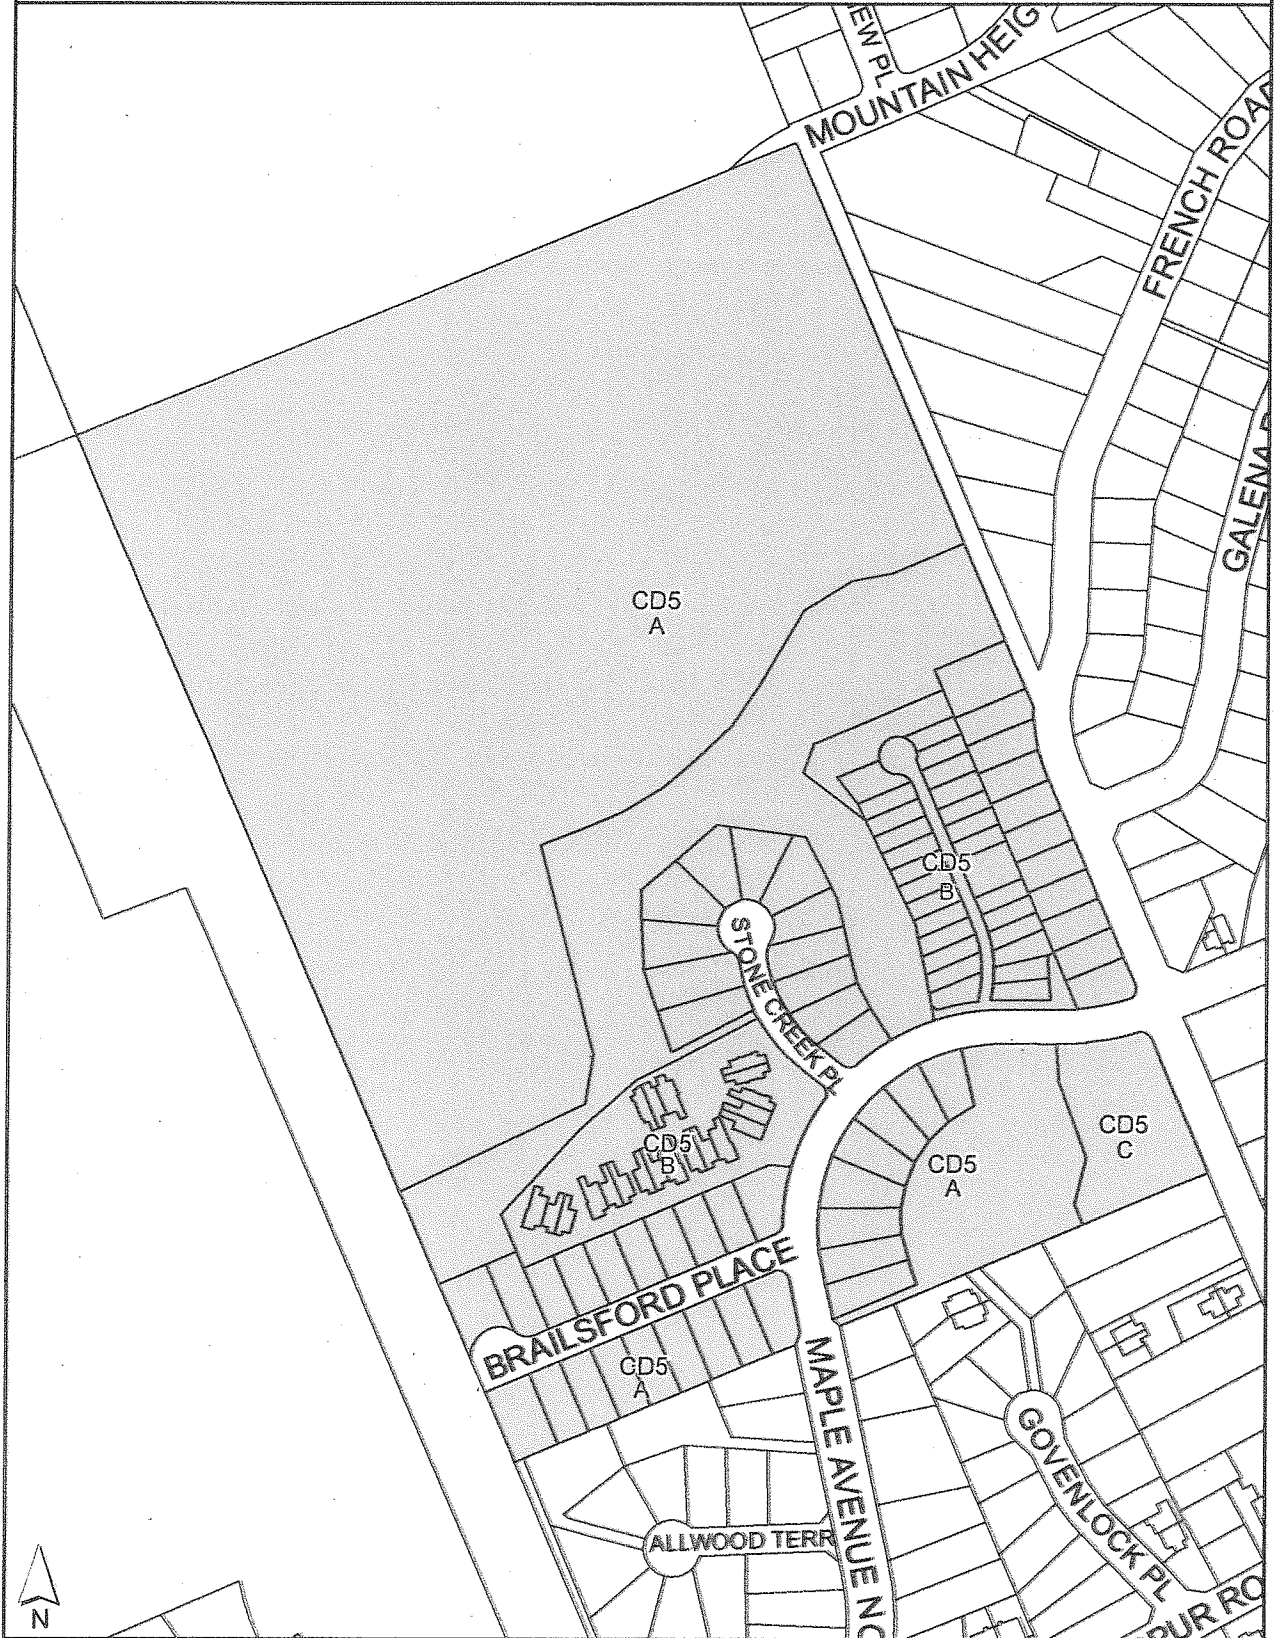 EW PL
MOUNTAIN HEIG
FRENCH ROAD
GALENA
CD5
A
CD5
B
STONE CREEK PL
CD5
C
CD5
B
CD5
A
BRAILSFORD PLACE
CD5
A
MAPLE AVENUE NO
GOVENLOCK PL
ALLWOOD TERR
PUR RO
N